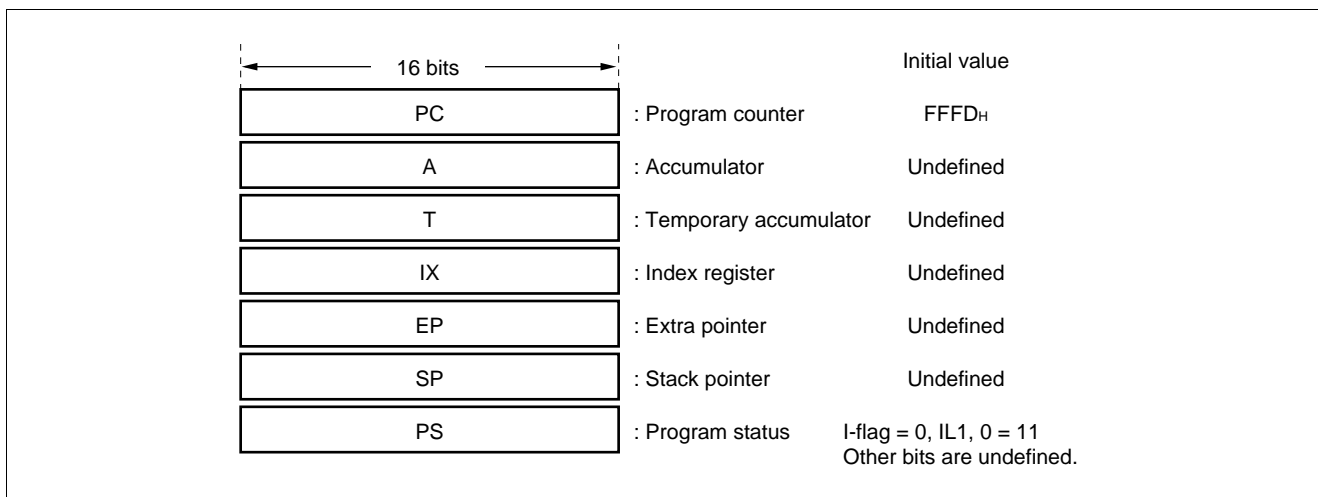 16 bits Initial value
PC : Program counter FFFDH
A : Accumulator Undefined
T : Temporary accumulator Undefined
IX : Index register Undefined
EP : Extra pointer Undefined
SP : Stack pointer Undefined
PS : Program status I-flag = 0, IL1, 0 = 11
Other bits are undefined.